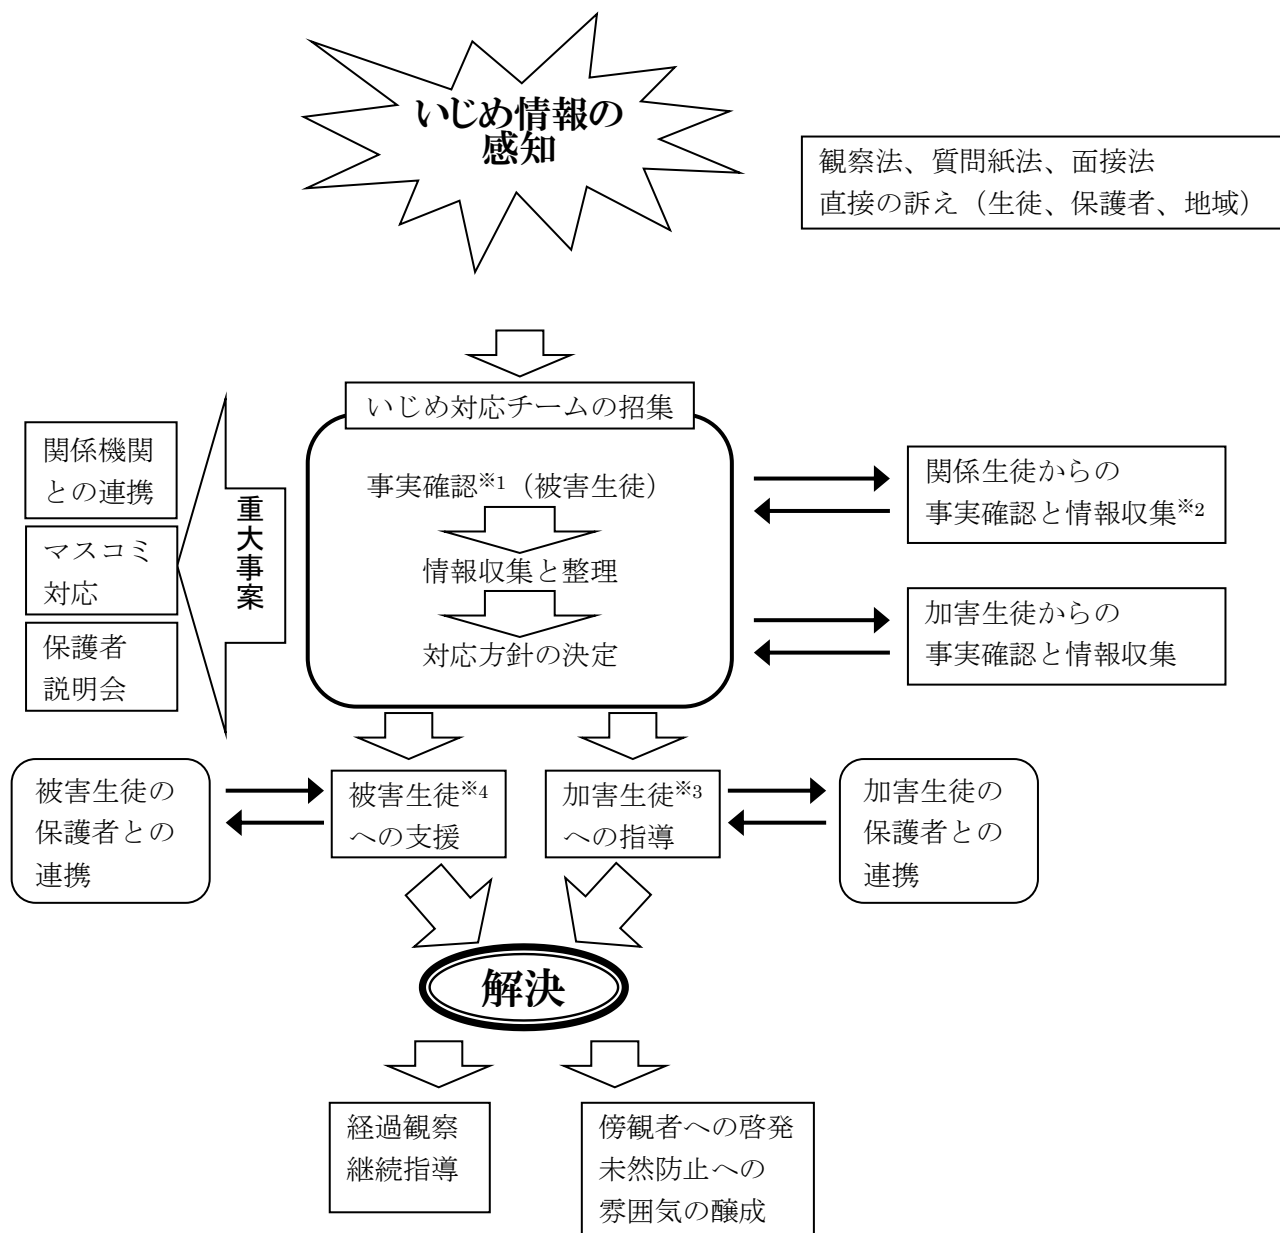 いじめ情報の
感知
観察法、質問紙法、面接法
直接の訴え（生徒、保護者、地域）
いじめ対応チームの招集
事実確認※1（被害生徒）
情報収集と整理
対応方針の決定
関係機関
との連携
マスコミ
対応
保護者
説明会
重大事案
関係生徒からの
事実確認と情報収集※2
加害生徒からの
事実確認と情報収集
被害生徒の
保護者との
連携
被害生徒※4
への支援
加害生徒※3
への指導
加害生徒の
保護者との
連携
解決
経過観察
継続指導
傍観者への啓発
未然防止への
雰囲気の醸成